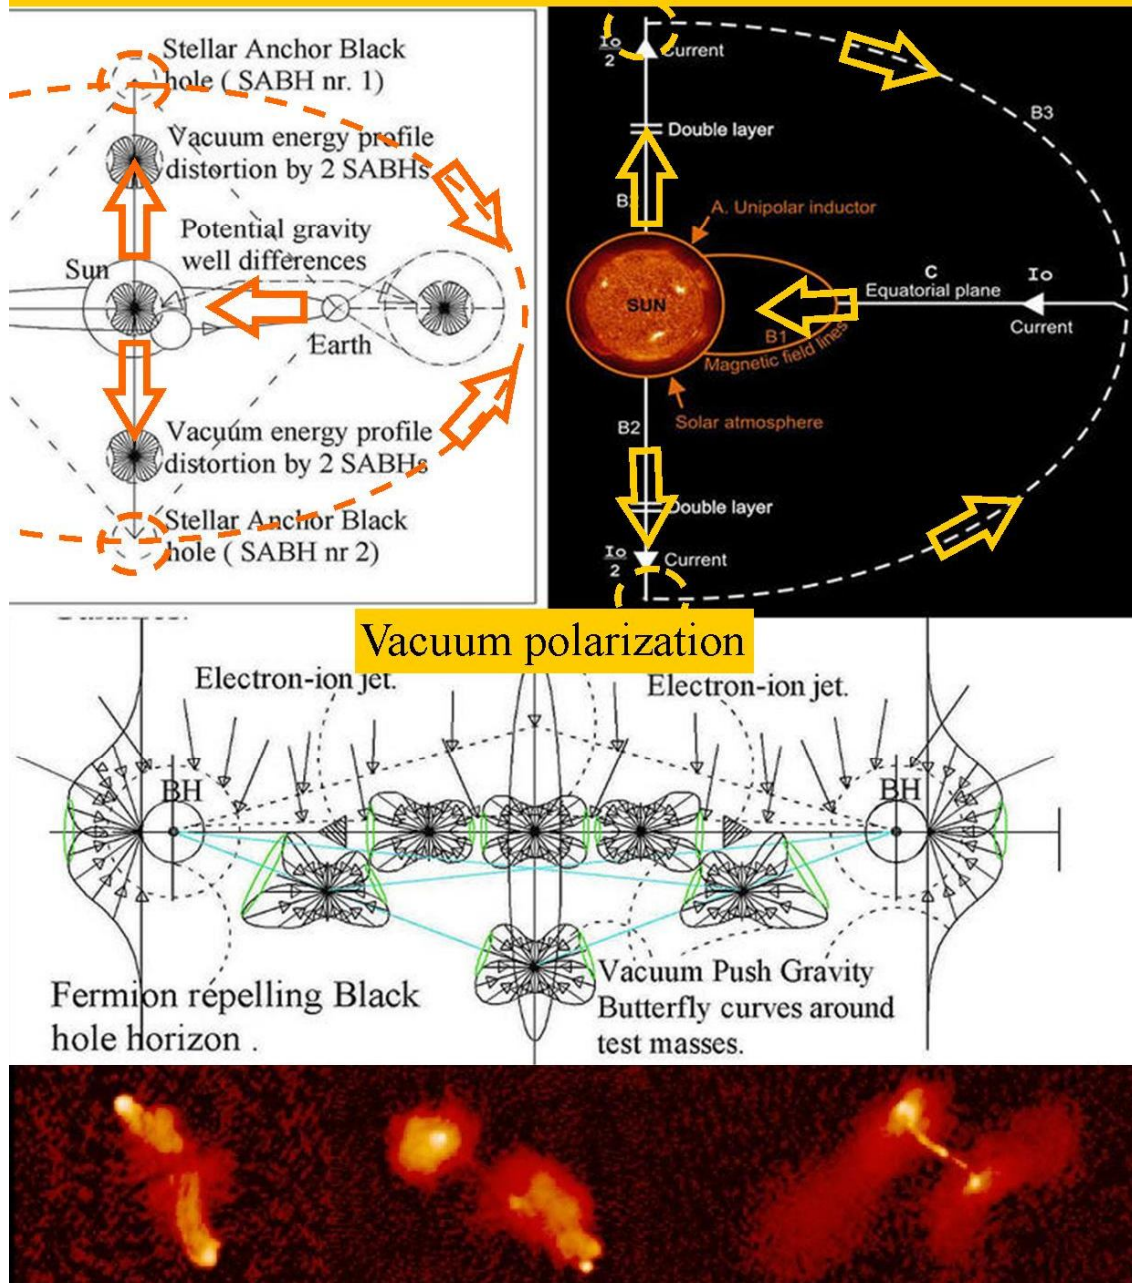 Stellar Anchor Black
hole ( SABH nr. 1)
Vacuum energy profile
distortion by 2 SABHs
Potential gravity
well differences
Sun
Earth
Vacuum energy profile
distortion by 2 SABHs
Stellar Anchor Black
hole ( SABH nr 2)
Io
2
Current
B3
Double layer
A. Unipolar inductor
SUN
C
Io
Equatorial plane
Current
B1
Magnetic field lines
Solar atmosphere
B2
Double layer
Io
2
Current
Vacuum polarization
Electron-ion jet.
Electron-ion jet.
BH
BH
Fermion repelling Black
hole horizon .
Vacuum Push Gravity
Butterfly curves around
test masses.